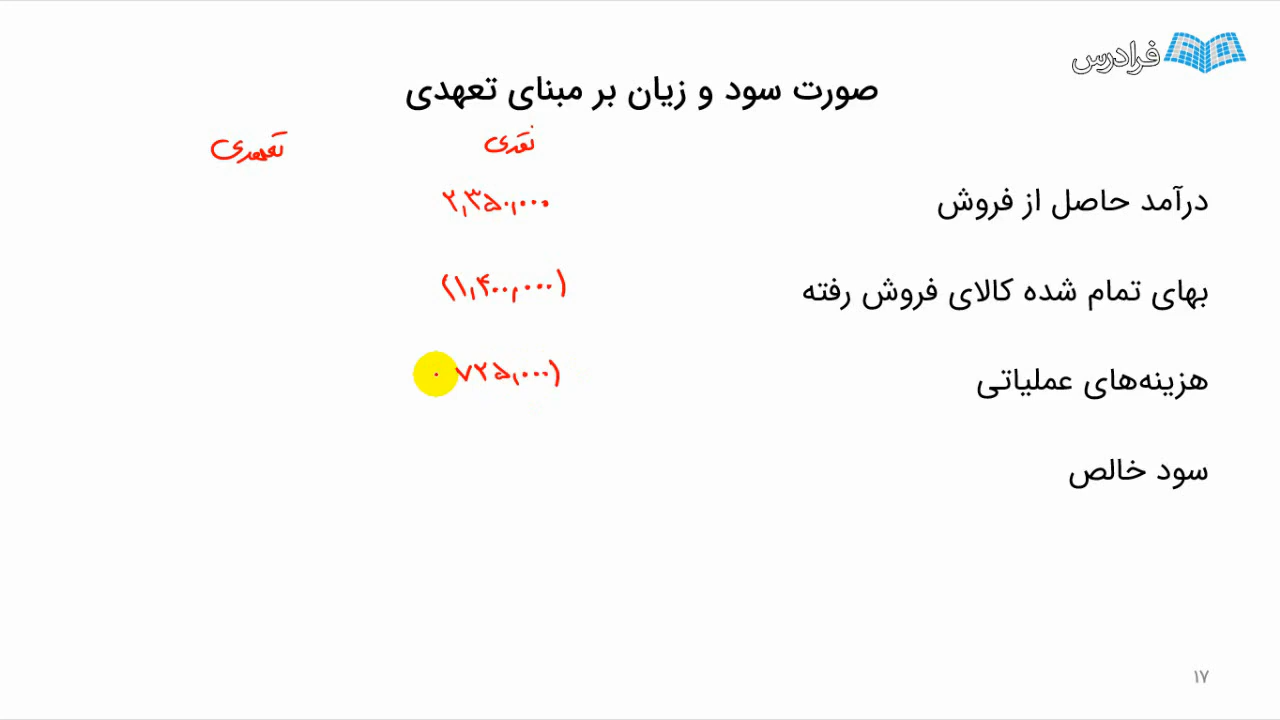 فرادرس
صورت سود و زیان بر مبنای تعهدی
نقدی تعهدی
درآمد حاصل از فروش ۲,۳۵۰,۰۰۰
بهای تمام شده کالای فروش رفته (۱,۴۰۰,۰۰۰)
هزینه‌های عملیاتی ۷۲۵,۰۰۰)
سود خالص
۱۷